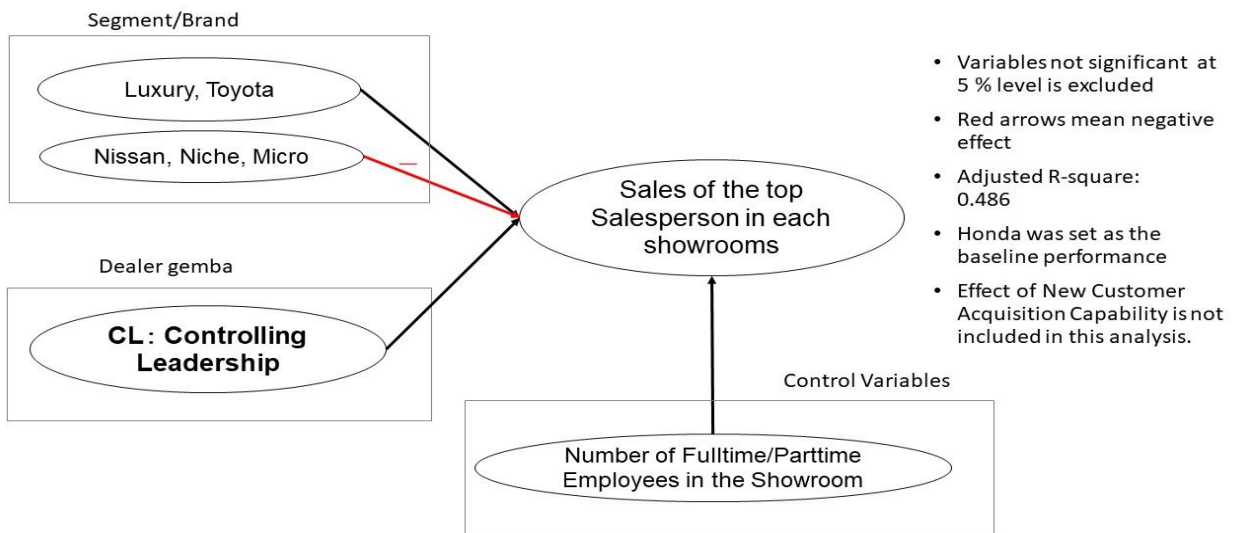 Segment/Brand
Luxury, Toyota
Nissan, Niche, Micro
Dealer gemba
CL: Controlling
Leadership
Sales of the top
Salesperson in each
showrooms
Control Variables
Number of Fulltime/Parttime
Employees in the Showroom
• Variables not significant at
5 % level is excluded
• Red arrows mean negative
effect
• Adjusted R-square:
0.486
• Honda was set as the
baseline performance
• Effect of New Customer
Acquisition Capability is not
included in this analysis.